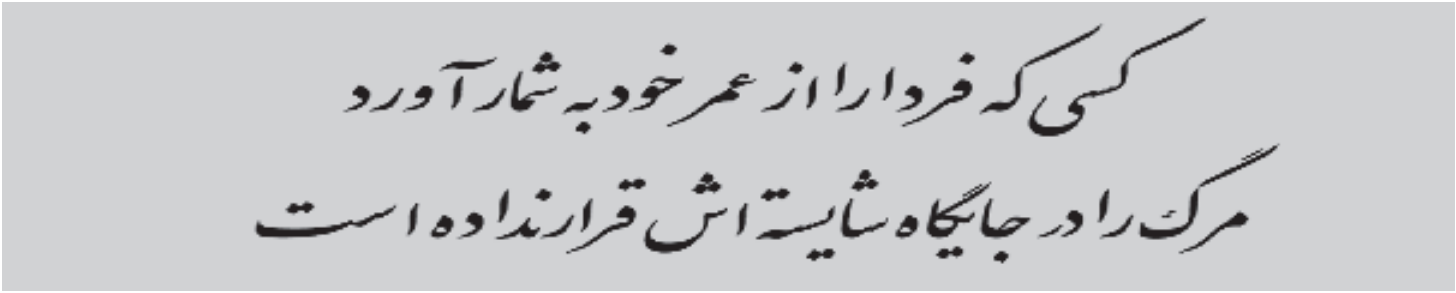 کسی که فردا را از عمر خود به شمار آورد
مرگ را در جایگاه شایسته اش قرار نداده است